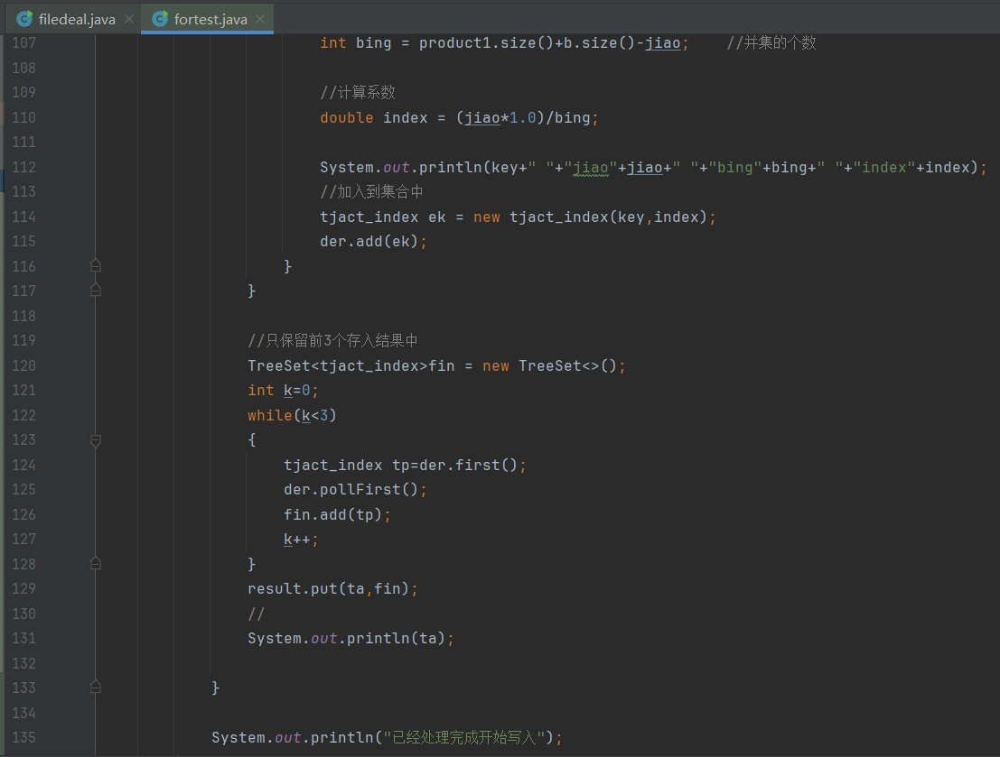 filedeal.java
fortest.java
107 int bing = product1.size()+b.size()-jiao; //并集的个数
108
109 //计算系数
110 double index = (jiao*1.0)/bing;
111
112 System.out.println(key+" "+"jiao"+jiao+" "+"bing"+bing+" "+"index"+index);
113 //加入到集合中
114 tjact_index ek = new tjact_index(key,index);
115 der.add(ek);
116 }
117 }
118
119 //只保留前3个存入结果中
120 TreeSet<tjact_index>fin = new TreeSet<>();
121 int k=0;
122 while(k<3)
123 {
124 tjact_index tp=der.first();
125 der.pollFirst();
126 fin.add(tp);
127 k++;
128 }
129 result.put(ta,fin);
130 //
131 System.out.println(ta);
132
133 }
134
135 System.out.println("已经处理完成开始写入");